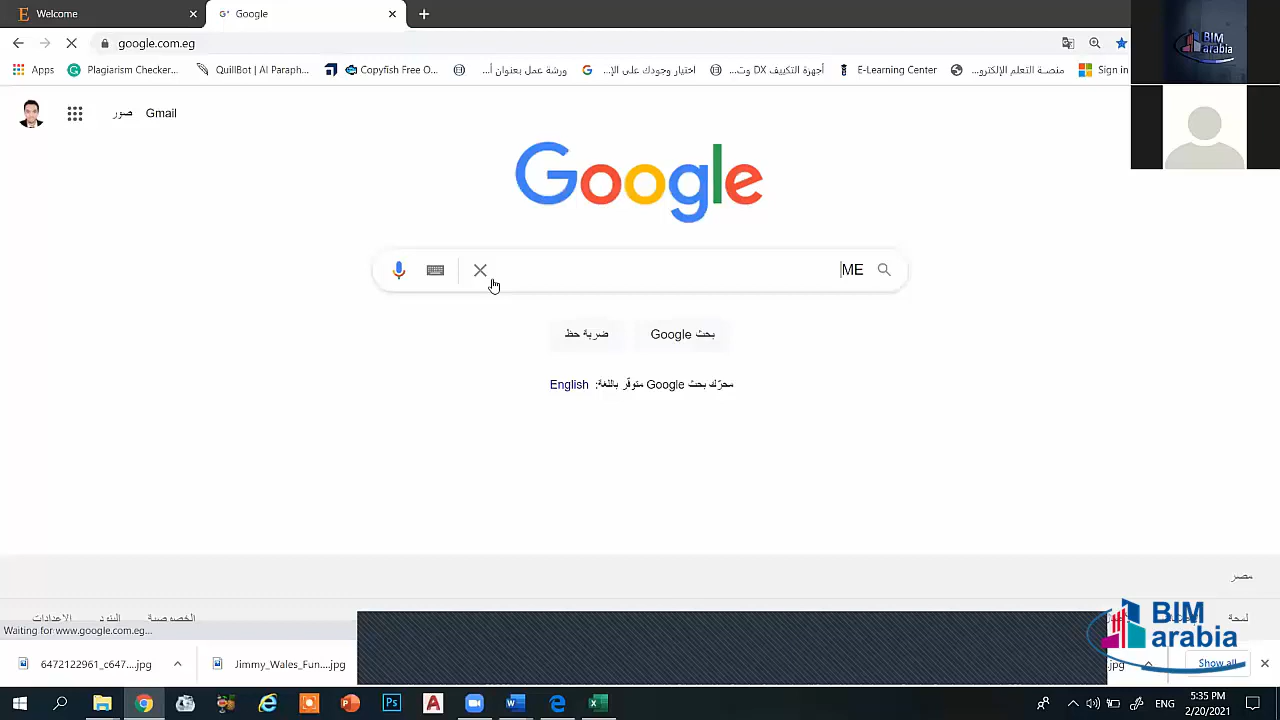 Welcome
Google
google.com.eg
Apps
Plagiarism Checker...
QuillBot | AI Paraph...
Copyfish Free O...
ورشة عمل بعنوان أ...
اختبار وجودك على الإ...
أجهزة التكييف DX وت...
E-Learning Center
منصة التعلم الإلكترو...
Sign in
BIM
arabia
صور
Gmail
Google
ME
بحث Google
ضربة حظ
محرّك بحث Google متوفّر باللغة: English
مصر
لمحة
الخصوصية
البنود
الإعدادات
Waiting for www.google.com.eg...
6472122961_c647....jpg
Jimmy_Wales_Fun....jpg
.jpg
Show all
BIM
arabia
ENG
5:35 PM
2/20/2021